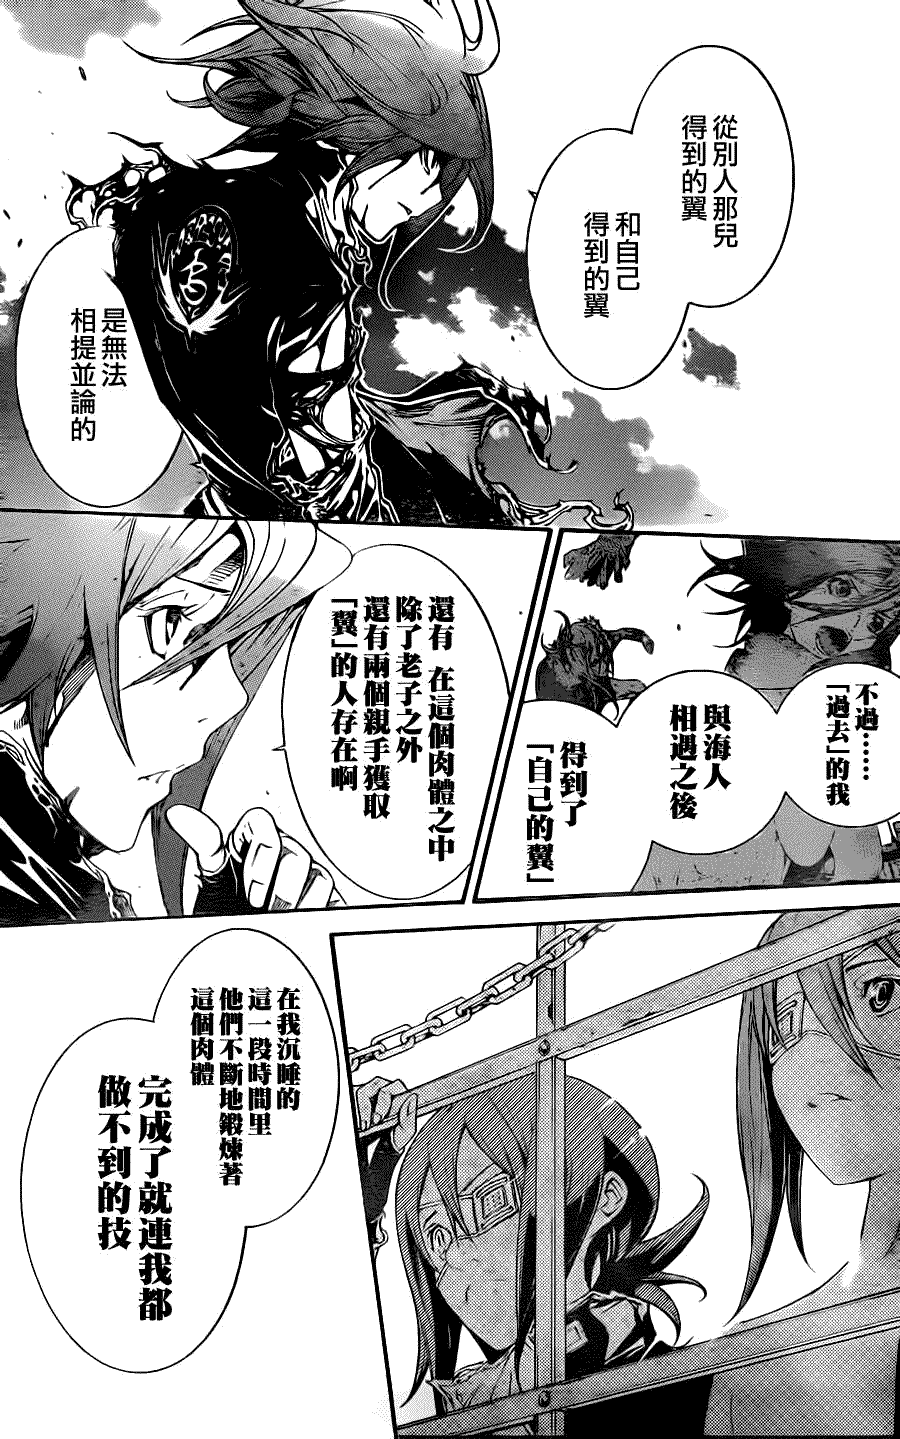 從別人那兒
得到的翼
和自己
得到的翼
是無法
相提並論的
不過……
「過去」的我
與海人
相遇之後
得到了
「自己的翼」
還有 在這個肉體之中
除了老子之外
還有兩個親手獲取
「翼」的人存在啊
在我沉睡的
這一段時間里
他們不斷地鍛煉著
這個肉體
完成了就連我都
做不到的技